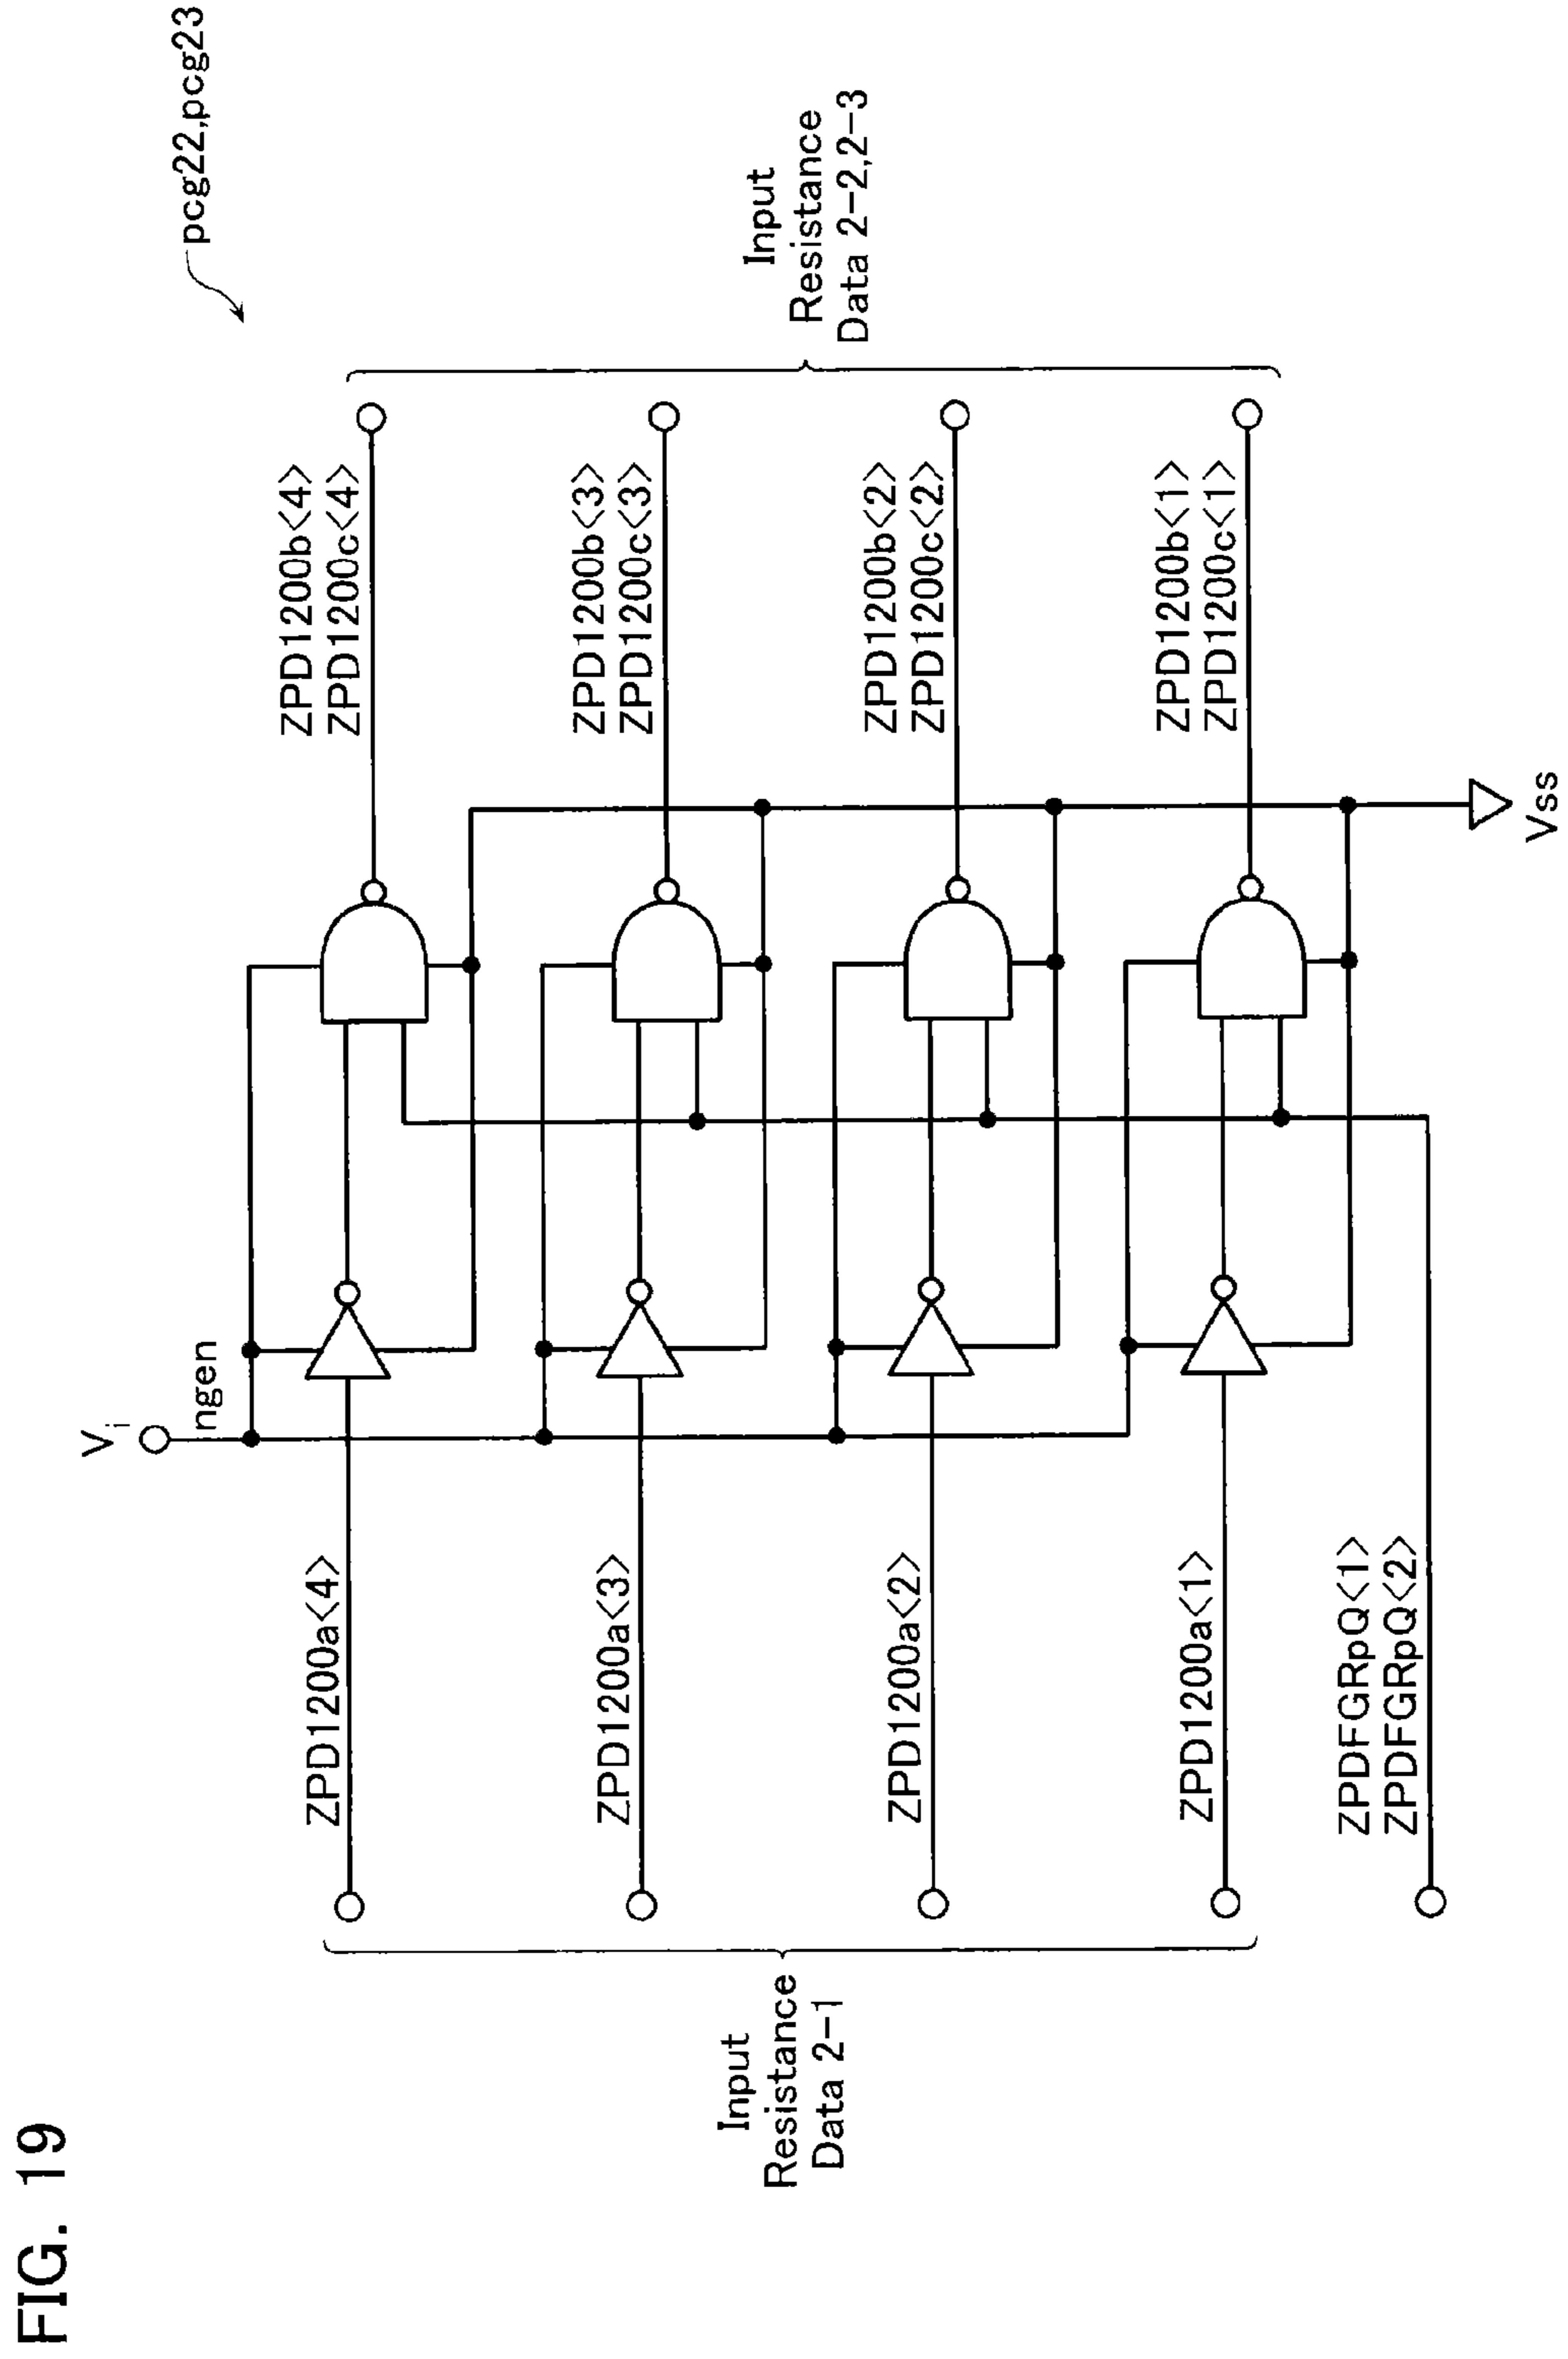 FIG. 19
pcg22,pcg23
Vi
ngen
Input
Resistance
Data 2-1
ZPD1200a<4>
ZPD1200a<3>
ZPD1200a<2>
ZPD1200a<1>
ZPDFGRpQ<1>
ZPDFGRpQ<2>
ZPD1200b<4>
ZPD1200c<4>
ZPD1200b<3>
ZPD1200c<3>
ZPD1200b<2>
ZPD1200c<2>
ZPD1200b<1>
ZPD1200c<1>
Input
Resistance
Data 2-2,2-3
Vss